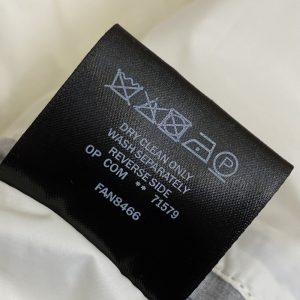 P
DRY CLEAN ONLY
WASH SEPARATELY
REVERSE SIDE
OP COM ** 71579
FAN8466